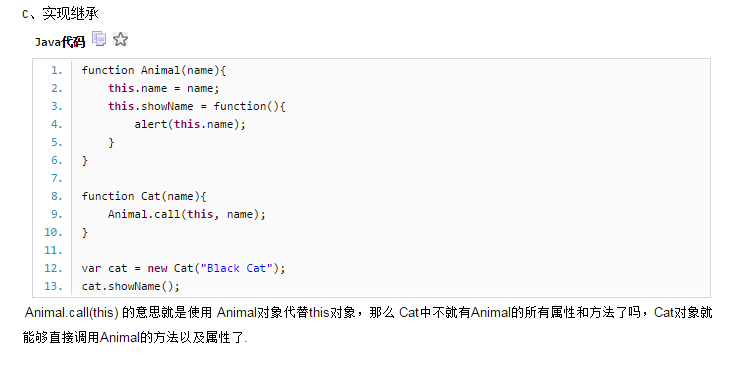 c、实现继承
Java代码
1. function Animal(name){
2.     this.name = name;
3.     this.showName = function(){
4.         alert(this.name);
5.     }
6. }
7.
8. function Cat(name){
9.     Animal.call(this, name);
10. }
11.
12. var cat = new Cat("Black Cat");
13. cat.showName();
Animal.call(this) 的意思就是使用 Animal对象代替this对象，那么 Cat中不就有Animal的所有属性和方法了吗，Cat对象就
能够直接调用Animal的方法以及属性了.